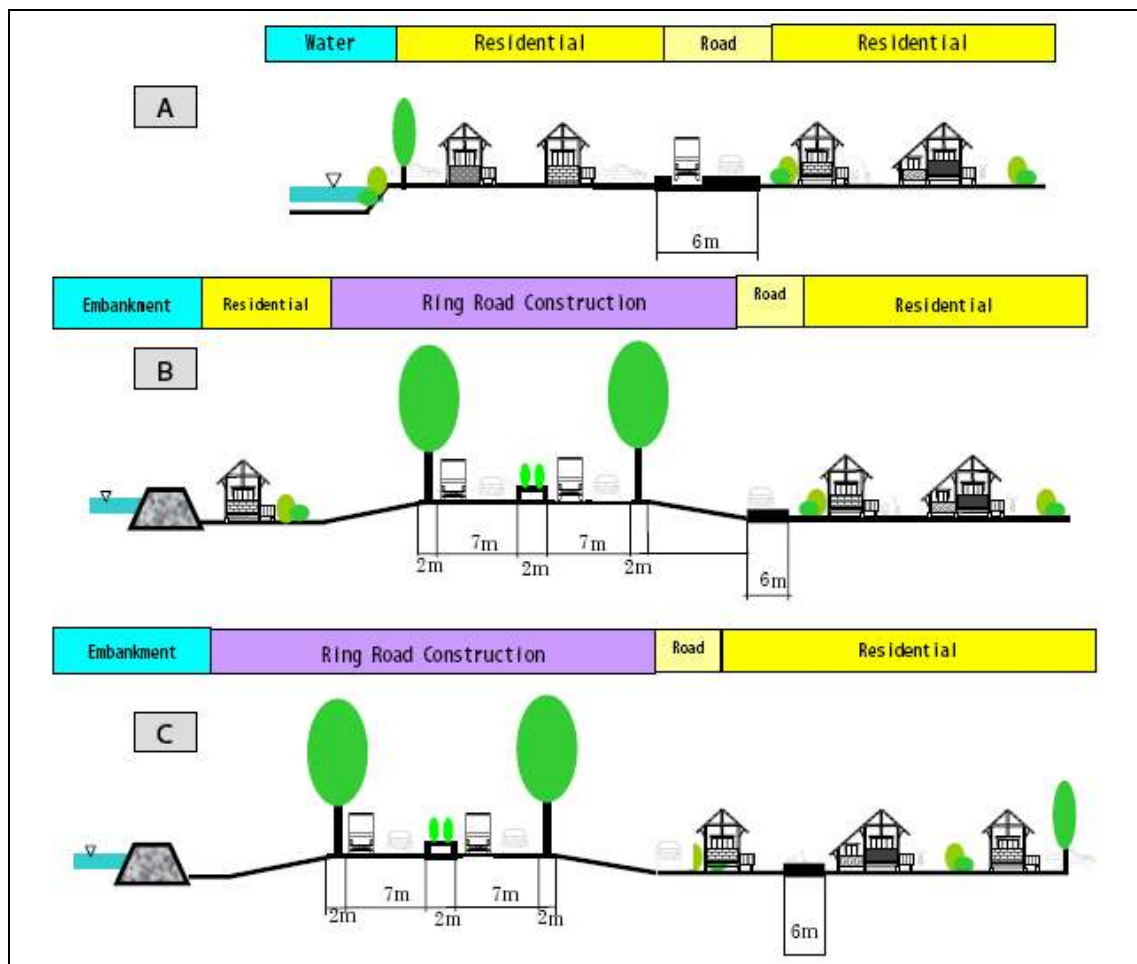 Water Residential Road Residential
A
6m
Embankment Residential Ring Road Construction Road Residential
B
7m 7m
2m 2m 2m
6m
Embankment Ring Road Construction Road Residential
C
7m 7m
2m 2m 2m
6m